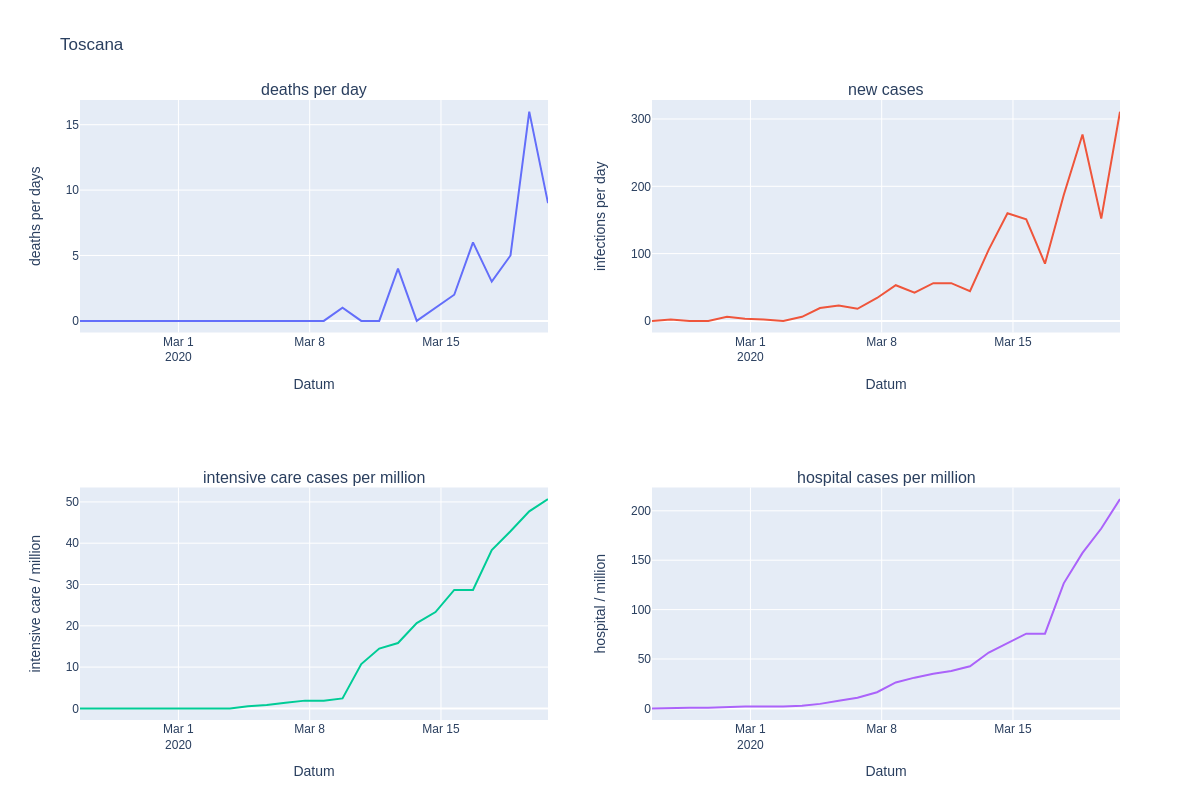 Toscana
deaths per day
deaths per days
15
10
5
0
Mar 1
2020
Mar 8
Mar 15
Datum
new cases
infections per day
300
200
100
0
Mar 1
2020
Mar 8
Mar 15
Datum
intensive care cases per million
intensive care / million
50
40
30
20
10
0
Mar 1
2020
Mar 8
Mar 15
Datum
hospital cases per million
hospital / million
200
150
100
50
0
Mar 1
2020
Mar 8
Mar 15
Datum